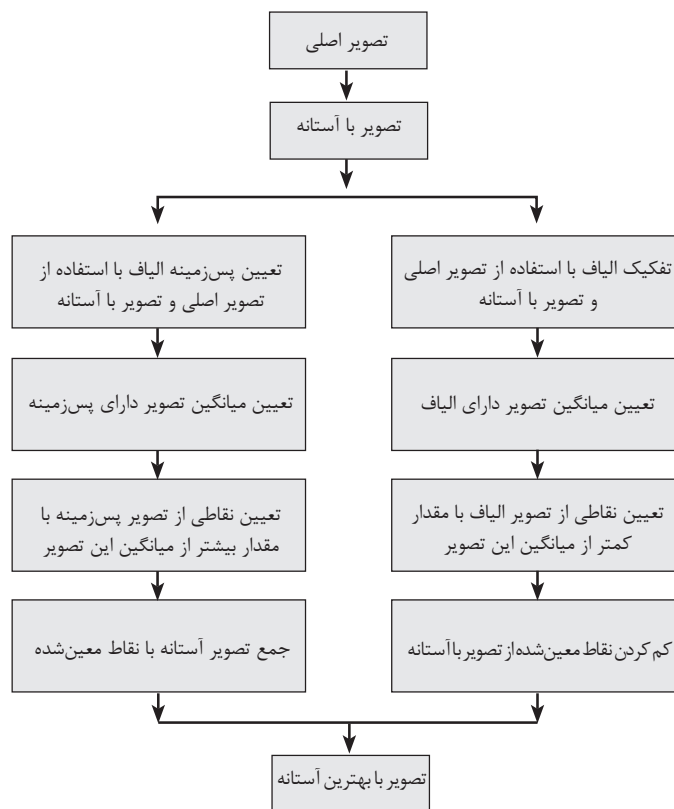 تصویر اصلی
تصویر با آستانه
تفکیک الیاف با استفاده از تصویر اصلی
و تصویر با آستانه
تعیین میانگین تصویر دارای الیاف
تعیین نقاطی از تصویر الیاف با مقدار
کمتر از میانگین این تصویر
کم کردن نقاط معین‌شده از تصویر با آستانه
تعیین پس‌زمینه الیاف با استفاده از
تصویر اصلی و تصویر با آستانه
تعیین میانگین تصویر دارای پس‌زمینه
تعیین نقاطی از تصویر پس‌زمینه با
مقدار بیشتر از میانگین این تصویر
جمع تصویر آستانه با نقاط معین‌شده
تصویر با بهترین آستانه